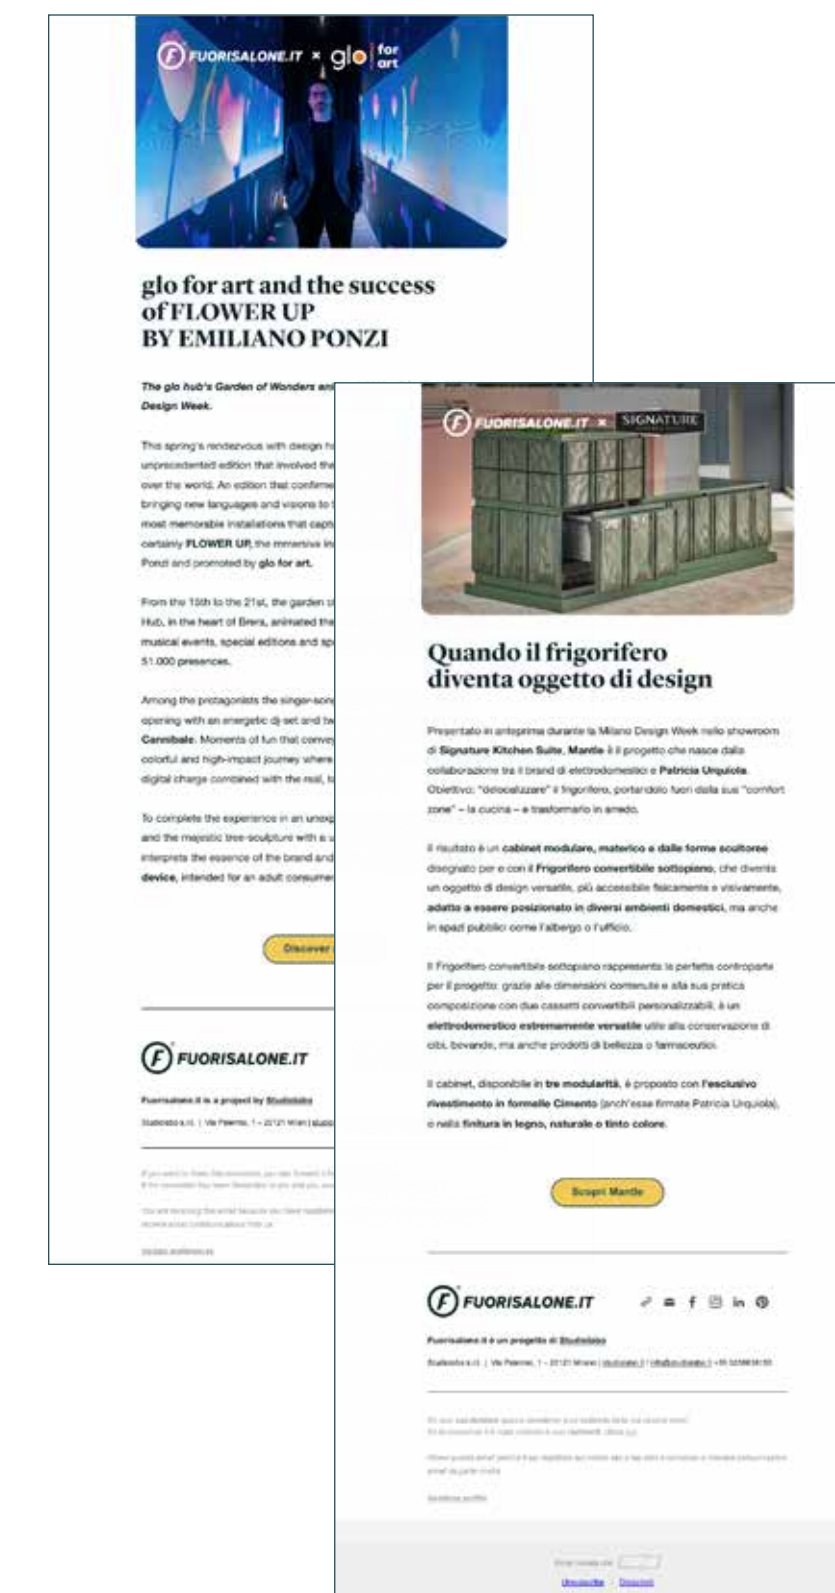 FUORISALONE.IT × glo for art
glo for art and the success
of FLOWER UP
BY EMILIANO PONZI
The glo hub's Garden of Wonders
Design Week.
This spring's rendezvous with design
unprecedented edition that involved the
over the world. An edition that
bringing new languages and visions to
most memorable installations that
certainly FLOWER UP, the immersive
Ponzi and promoted by glo for art.
From the 15th to the 21st, the garden
Hub, in the heart of Brera, animated the
musical events, special editions and
51.000 presences.
Among the protagonists the
opening with an energetic dj-set and
Cannibale. Moments of fun that
colorful and high-impact journey where
digital charge combined with the real,
To complete the experience in an
and the majestic tree-sculpture with a
interprets the essence of the brand and
device, intended for an adult
Discover
FUORISALONE.IT
Fuorisalone.it is a project by Studiolabo
Studiolabo s.r.l. | Via Palermo, 1 – 20121 Milan |
Update preferences
FUORISALONE.IT × SIGNATURE
Quando il frigorifero
diventa oggetto di design
Presentato in anteprima durante la Milano Design Week nello showroom
di Signature Kitchen Suite, Mantle è il progetto che nasce dalla
collaborazione tra il brand di elettrodomestici e Patricia Urquiola.
Obiettivo: "delocalizzare" il frigorifero, portandolo fuori dalla sua "comfort
zone" – la cucina – e trasformarlo in arredo.
Il risultato è un cabinet modulare, materico e dalle forme scultoree
disegnato per e con il Frigorifero convertibile sottopiano, che diventa
un oggetto di design versatile, più accessibile fisicamente e visivamente,
adatto a essere posizionato in diversi ambienti domestici, ma anche
in spazi pubblici come l'albergo o l'ufficio.
Il Frigorifero convertibile sottopiano rappresenta la perfetta controparte
per il progetto: grazie alle dimensioni contenute e alla sua pratica
composizione con due cassetti convertibili personalizzabili, è un
elettrodomestico estremamente versatile utile alla conservazione di
cibi, bevande, ma anche prodotti di bellezza o farmaceutici.
Il cabinet, disponibile in tre modularità, è proposto con l'esclusivo
rivestimento in formelle Cimento (anch'esse firmate Patricia Urquiola),
o nella finitura in legno, naturale o tinto colore.
Scopri Mantle
FUORISALONE.IT
Fuorisalone.it è un progetto di Studiolabo
Studiolabo s.r.l. | Via Palermo, 1 – 20121 Milano |